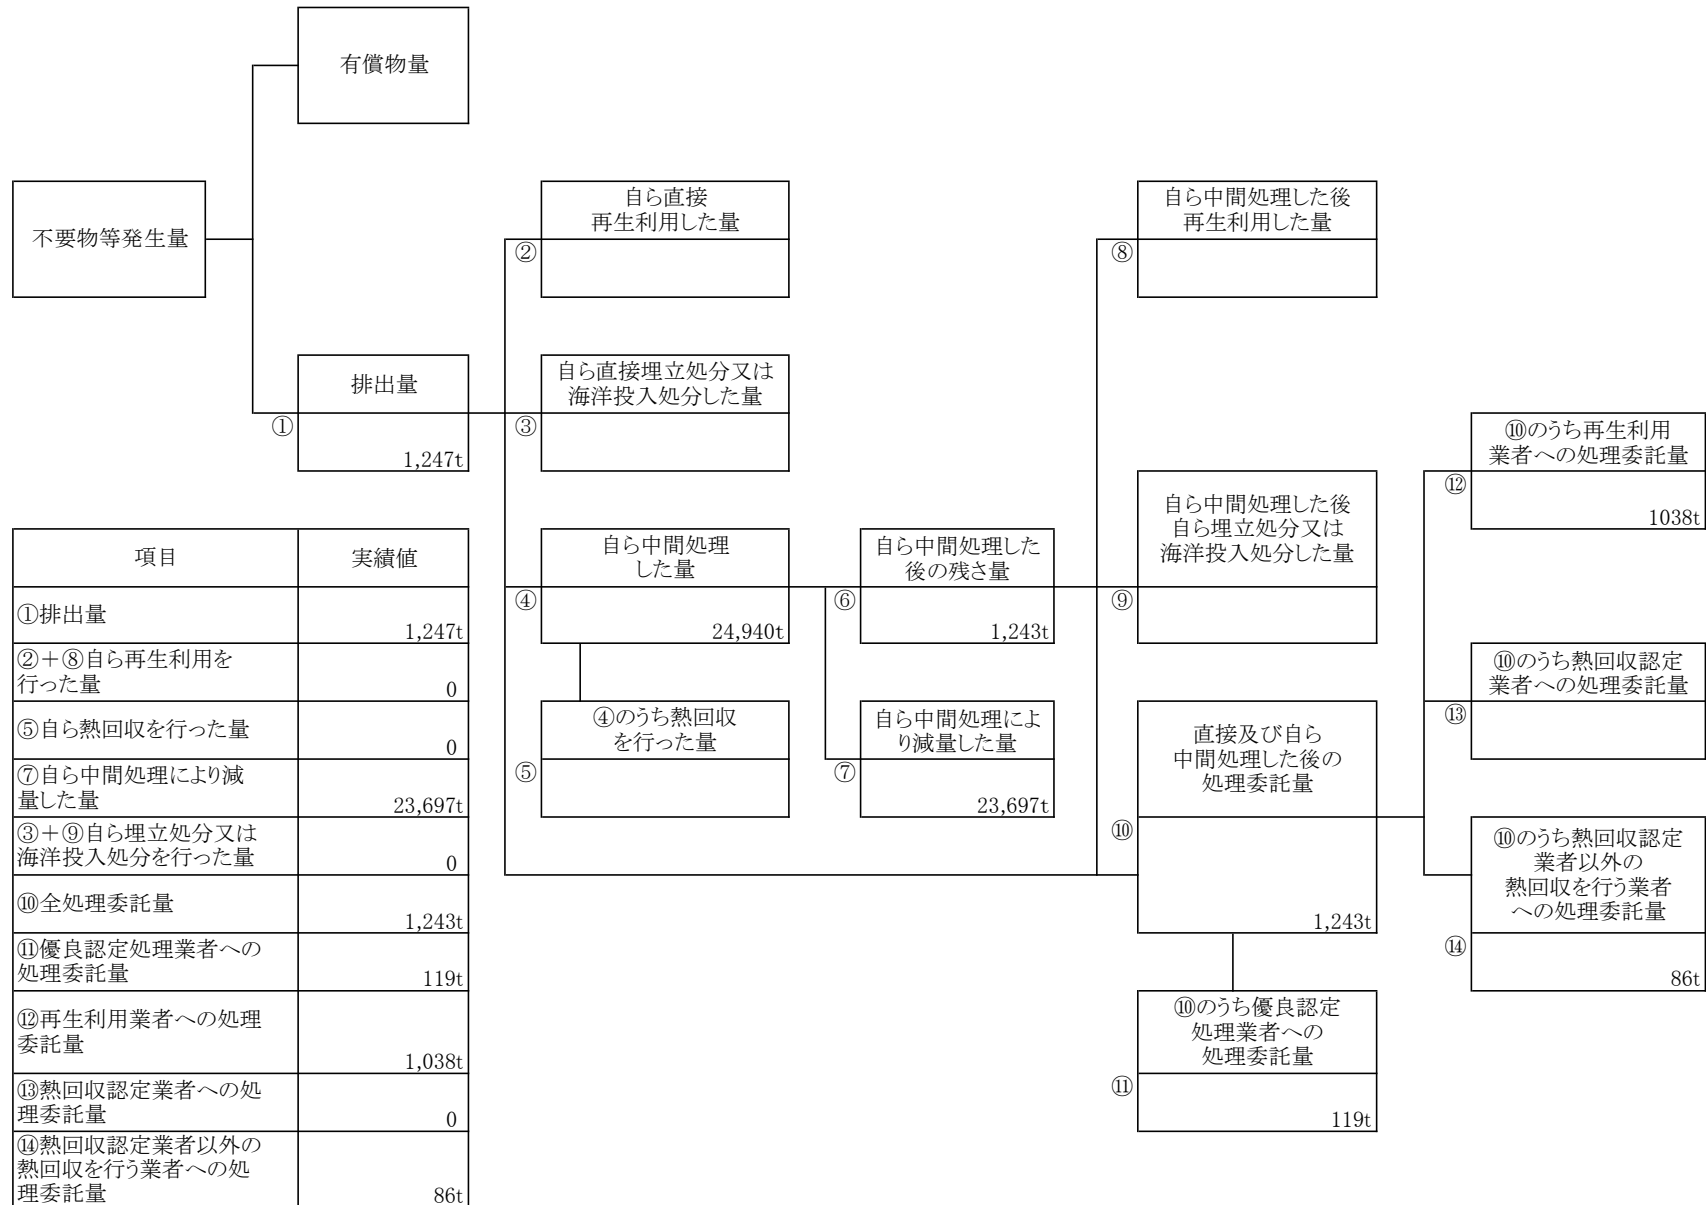 有償物量
不要物等発生量
自ら直接
再生利用した量
②
自ら中間処理した後
再生利用した量
⑧
排出量
①
1,247t
自ら直接埋立処分又は
海洋投入処分した量
③
⑩のうち再生利用
業者への処理委託量
⑫
1038t
自ら中間処理した後
自ら埋立処分又は
海洋投入処分した量
⑨
自ら中間処理
した量
④
24,940t
自ら中間処理した
後の残さ量
⑥
1,243t
④のうち熱回収
を行った量
⑤
自ら中間処理によ
り減量した量
⑦
23,697t
直接及び自ら
中間処理した後の
処理委託量
⑩
1,243t
⑩のうち熱回収認定
業者への処理委託量
⑬
⑩のうち熱回収認定
業者以外の
熱回収を行う業者
への処理委託量
⑭
86t
⑩のうち優良認定
処理業者への
処理委託量
⑪
119t
項目 実績値
①排出量
1,247t
②+⑧自ら再生利用を
行った量
0
⑤自ら熱回収を行った量
0
⑦自ら中間処理により減
量した量
23,697t
③+⑨自ら埋立処分又は
海洋投入処分を行った量
0
⑩全処理委託量
1,243t
⑪優良認定処理業者への
処理委託量
119t
⑫再生利用業者への処理
委託量
1,038t
⑬熱回収認定業者への処
理委託量
0
⑭熱回収認定業者以外の
熱回収を行う業者への処
理委託量
86t